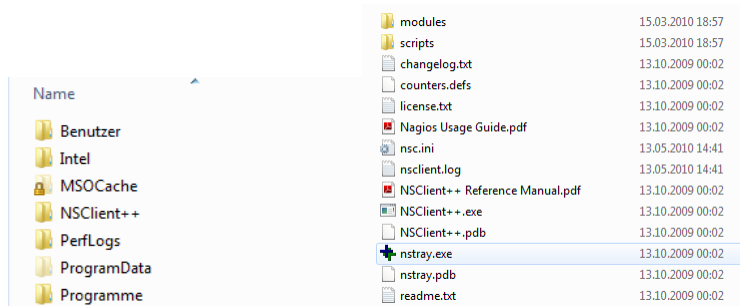 Name
Benutzer
Intel
MSOCache
NSClient++
PerfLogs
ProgramData
Programme
modules 15.03.2010 18:57
scripts 15.03.2010 18:57
changelog.txt 13.10.2009 00:02
counters.defs 13.10.2009 00:02
license.txt 13.10.2009 00:02
Nagios Usage Guide.pdf 13.10.2009 00:02
nsc.ini 13.05.2010 14:41
nsclient.log 13.05.2010 14:41
NSClient++ Reference Manual.pdf 13.10.2009 00:02
NSClient++.exe 13.10.2009 00:02
NSClient++.pdb 13.10.2009 00:02
nstray.exe 13.10.2009 00:02
nstray.pdb 13.10.2009 00:02
readme.txt 13.10.2009 00:02